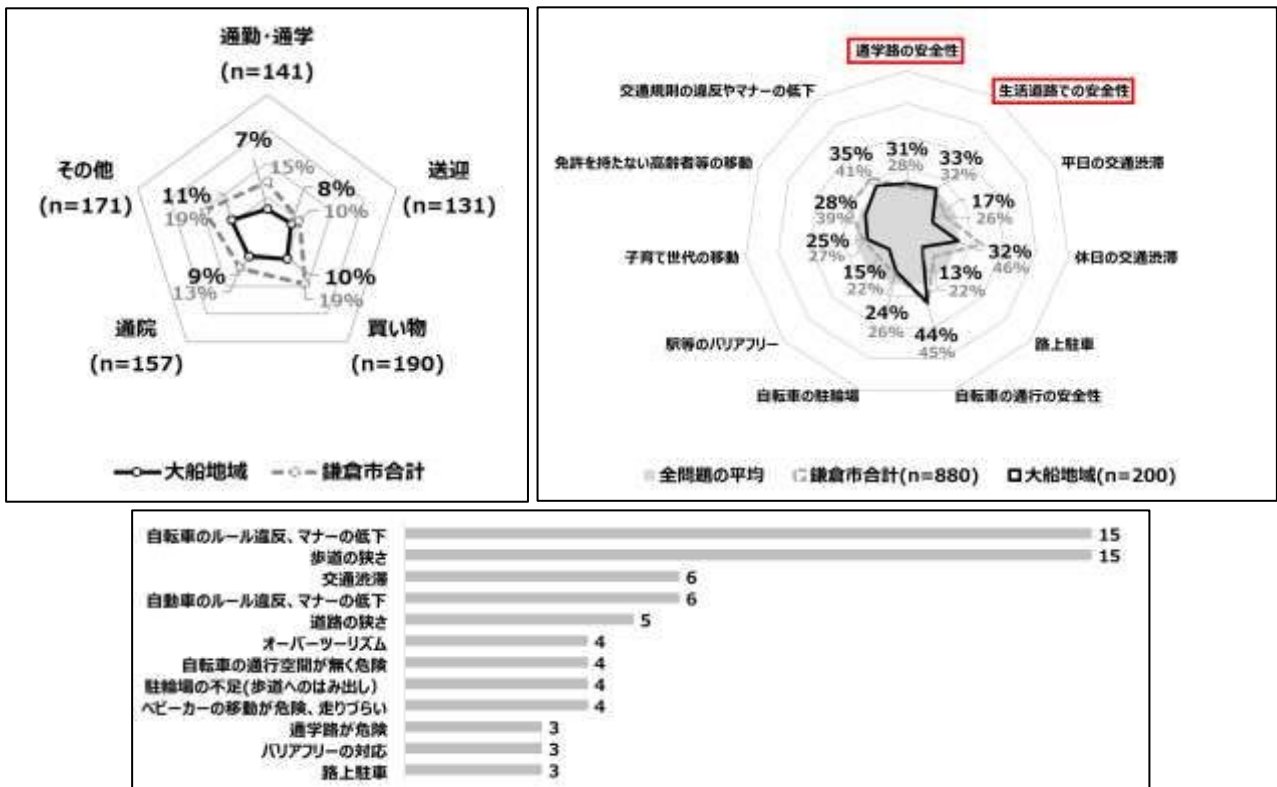 通勤・通学
(n=141)
7%
15%
その他
(n=171)
11%
19%
送迎
(n=131)
8%
10%
9%
13%
10%
19%
通院
(n=157)
買い物
(n=190)
大船地域
鎌倉市合計
通学路の安全性
交通規則の違反やマナーの低下
生活道路での安全性
35%
41%
31%
28%
33%
32%
免許を持たない高齢者等の移動
平日の交通渋滞
28%
39%
17%
26%
子育て世代の移動
25%
27%
32%
46%
休日の交通渋滞
15%
22%
13%
22%
24%
26%
44%
45%
駅等のバリアフリー
路上駐車
自転車の駐輪場
自転車の通行の安全性
全問題の平均
鎌倉市合計(n=880)
大船地域(n=200)
自転車のルール違反、マナーの低下 15
歩道の狭さ 15
交通渋滞 6
自動車のルール違反、マナーの低下 6
道路の狭さ 5
オーバーツーリズム 4
自転車の通行空間が無く危険 4
駐輪場の不足(歩道へのはみ出し) 4
ベビーカーの移動が危険、走りづらい 4
通学路が危険 3
バリアフリーの対応 3
路上駐車 3